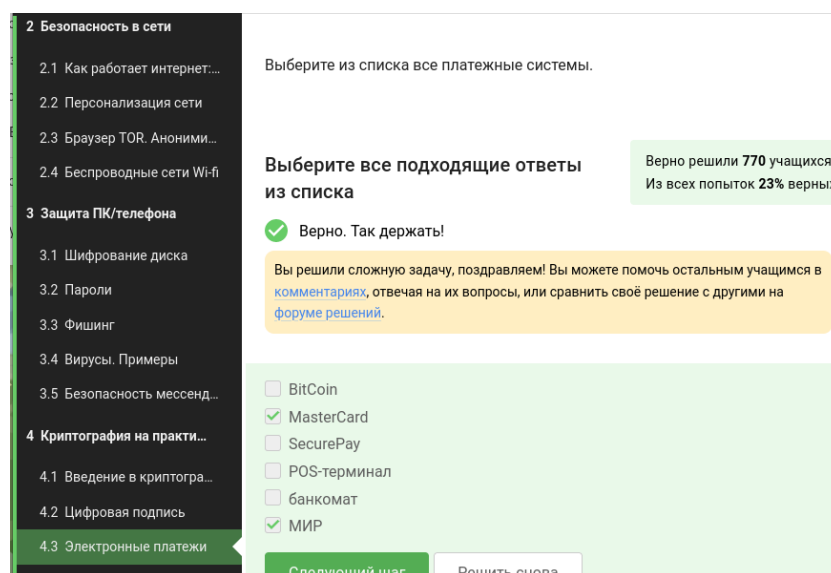 2 Безопасность в сети
2.1 Как работает интернет:...
2.2 Персонализация сети
2.3 Браузер TOR. Аноними...
2.4 Беспроводные сети Wi-fi
3 Защита ПК/телефона
3.1 Шифрование диска
3.2 Пароли
3.3 Фишинг
3.4 Вирусы. Примеры
3.5 Безопасность мессенд...
4 Криптография на практи...
4.1 Введение в криптогра...
4.2 Цифровая подпись
4.3 Электронные платежи
Выберите из списка все платежные системы.
Выберите все подходящие ответы
из списка
Верно решили 770 учащихся
Из всех попыток 23% верны
Верно. Так держать!
Вы решили сложную задачу, поздравляем! Вы можете помочь остальным учащимся в
комментариях, отвечая на их вопросы, или сравнить своё решение с другими на
форуме решений.
BitCoin
MasterCard
SecurePay
POS-терминал
банкомат
МИР
Следующий шаг
Решить снова